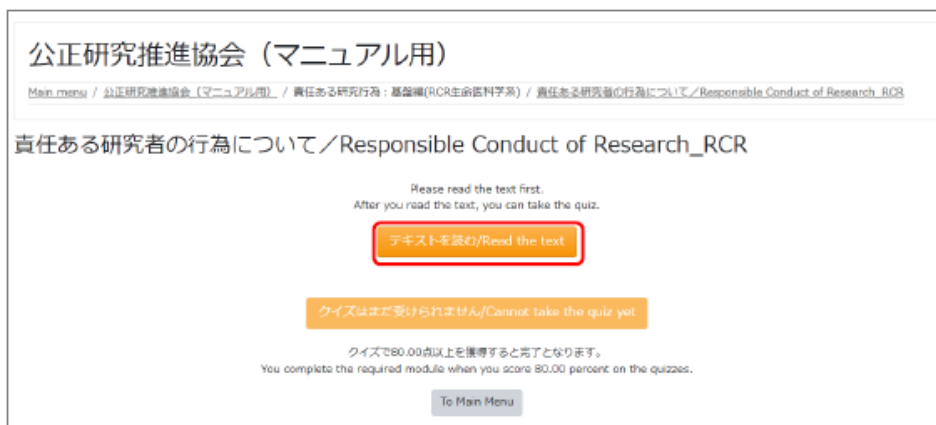 公正研究推進協会（マニュアル用）
Main menu / 公正研究推進協会（マニュアル用） / 責任ある研究行為：基盤編(RCR生命医科学系) / 責任ある研究者の行為について／Responsible Conduct of Research_RCR
責任ある研究者の行為について／Responsible Conduct of Research_RCR
Please read the text first.
After you read the text, you can take the quiz.
テキストを読む/Read the text
クイズはまだ受けられません/Cannot take the quiz yet
クイズで80.00点以上を獲得すると完了となります。
You complete the required module when you score 80.00 percent on the quizzes.
To Main Menu